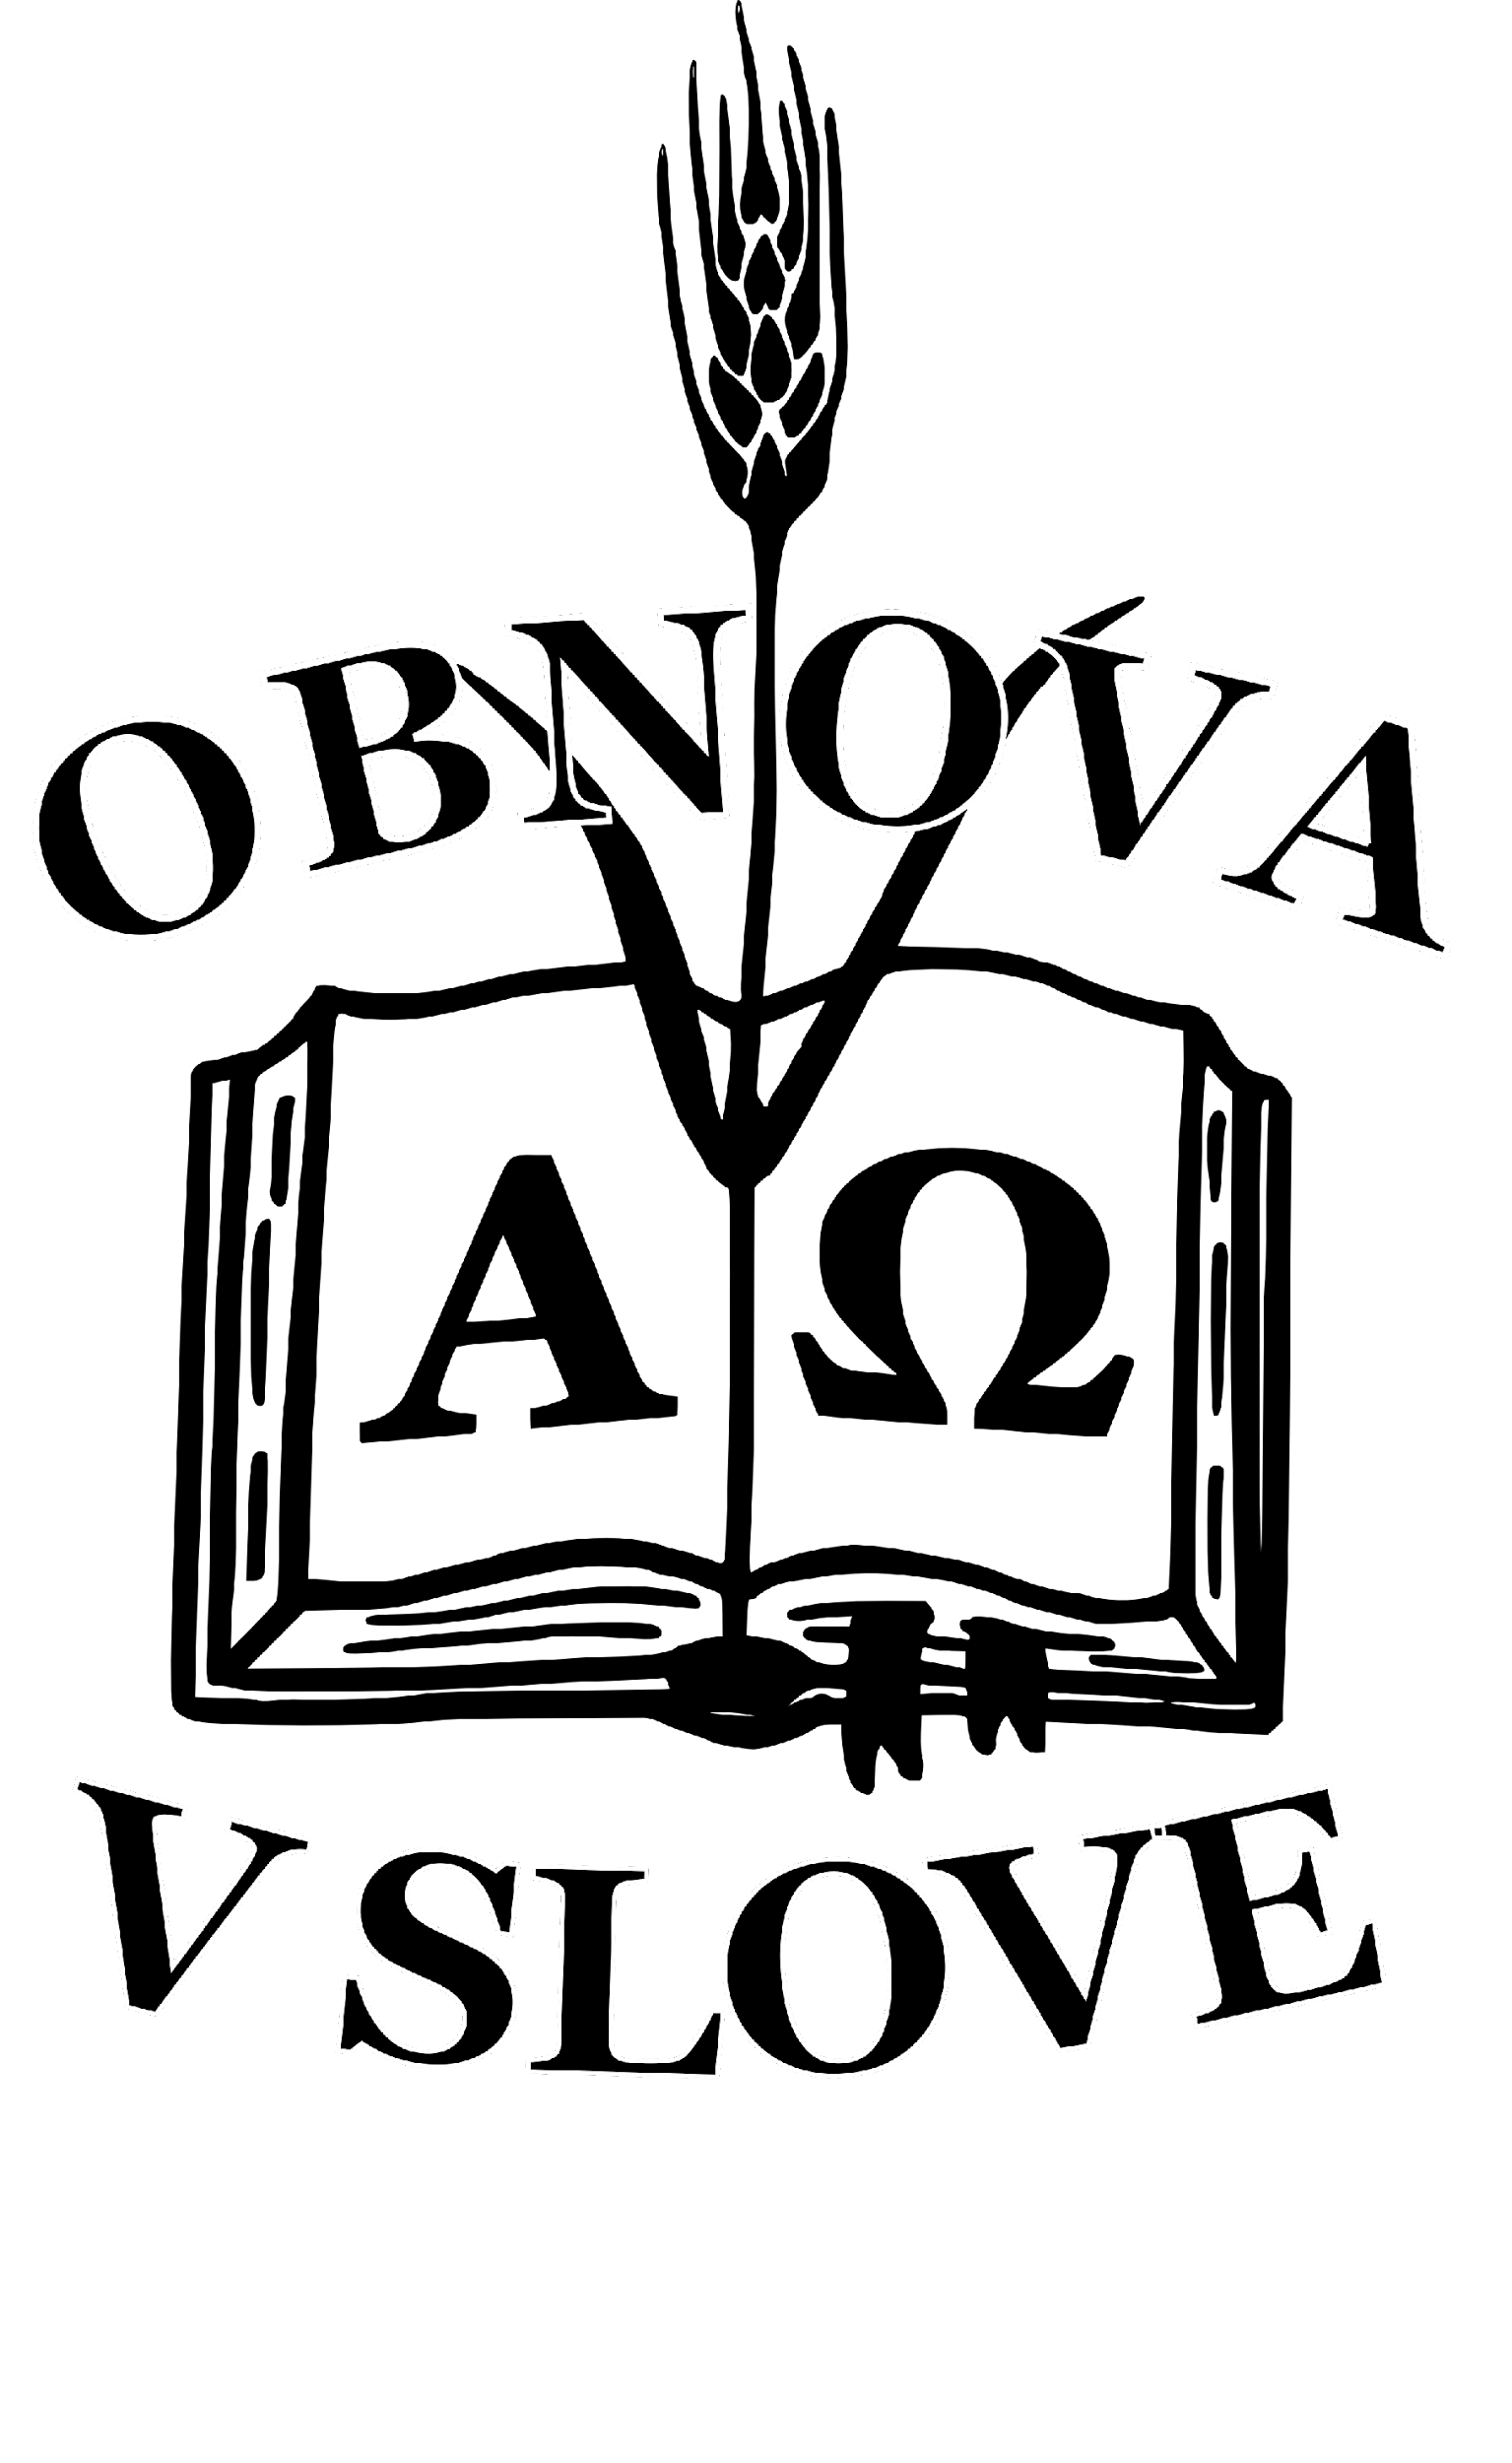 OBNOVA
Α Ω
V SLOVE